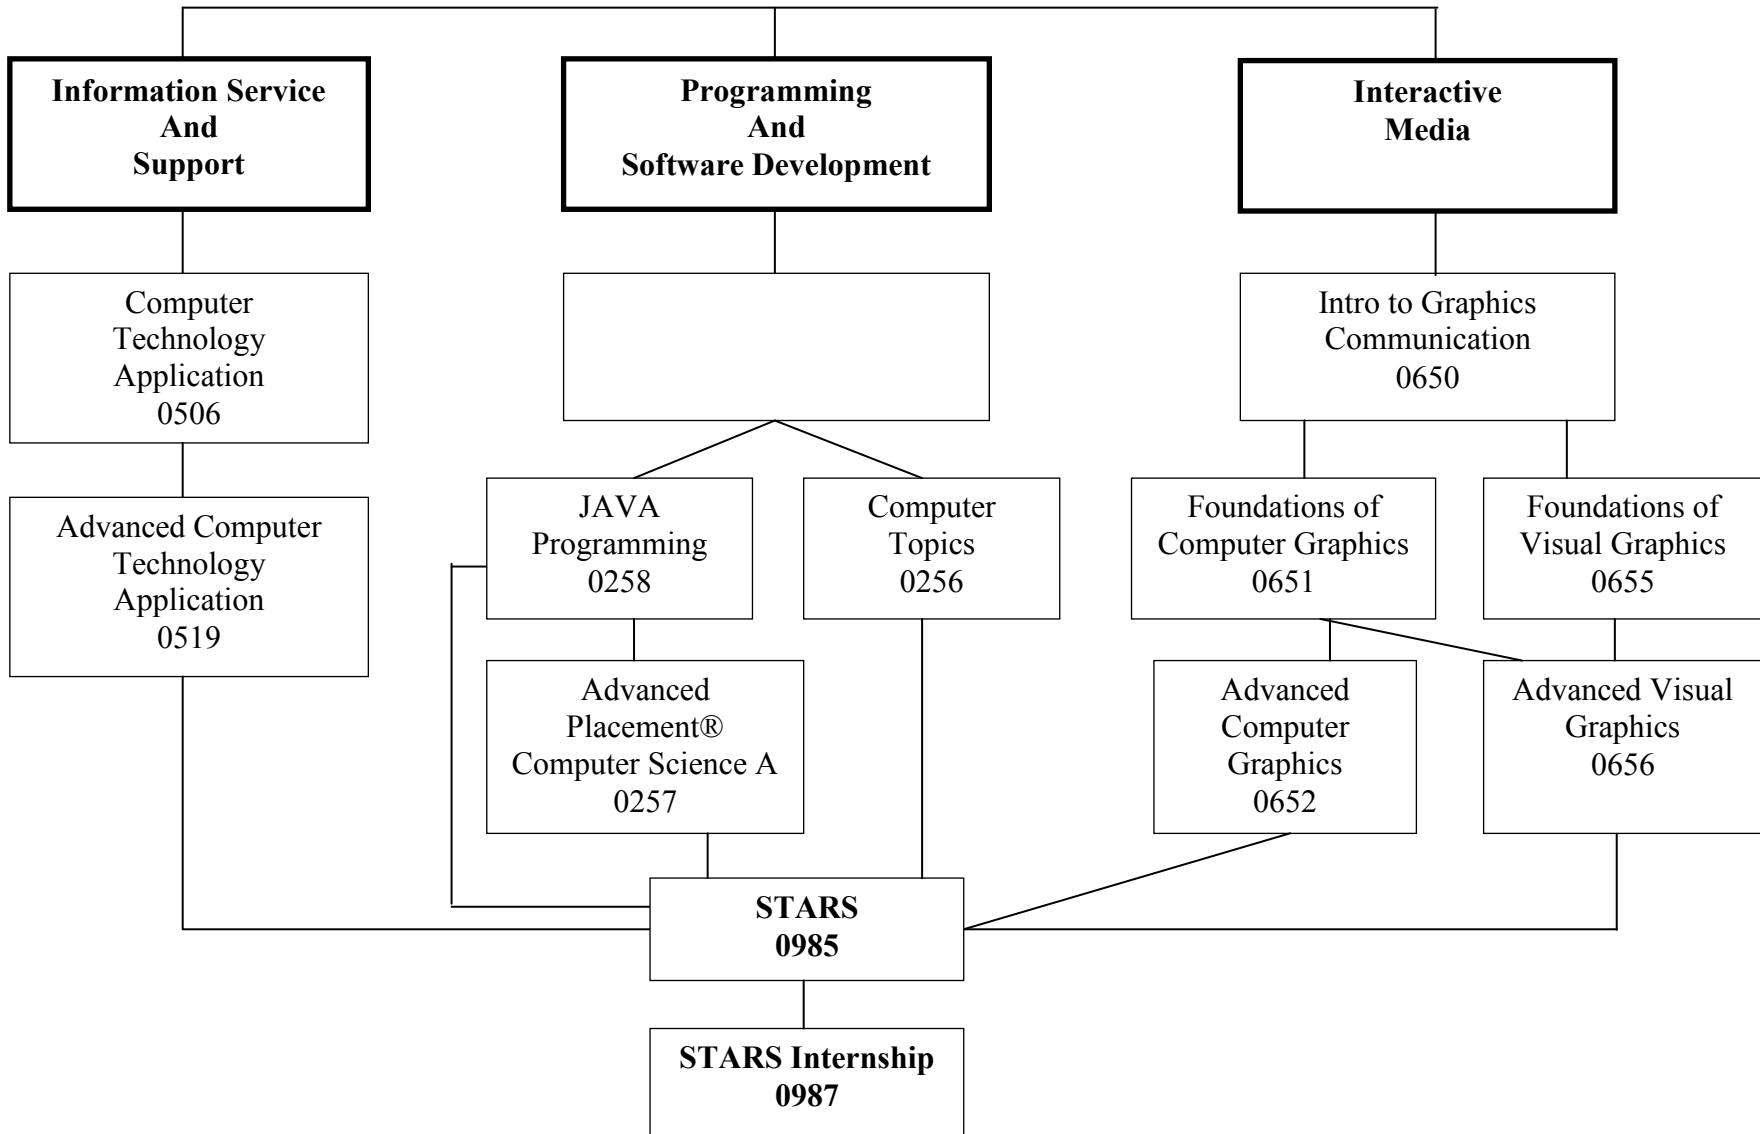 Information Service
And
Support
Programming
And
Software Development
Interactive
Media
Computer
Technology
Application
0506
Intro to Graphics
Communication
0650
Advanced Computer
Technology
Application
0519
JAVA
Programming
0258
Computer
Topics
0256
Foundations of
Computer Graphics
0651
Foundations of
Visual Graphics
0655
Advanced
Placement®
Computer Science A
0257
Advanced
Computer
Graphics
0652
Advanced Visual
Graphics
0656
STARS
0985
STARS Internship
0987